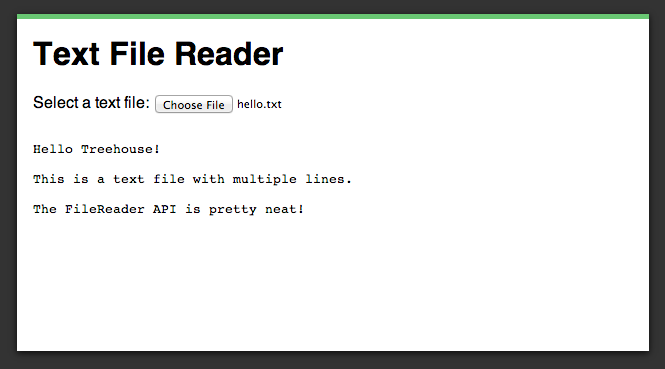 Text File Reader
Select a text file: Choose File hello.txt
Hello Treehouse!
This is a text file with multiple lines.
The FileReader API is pretty neat!